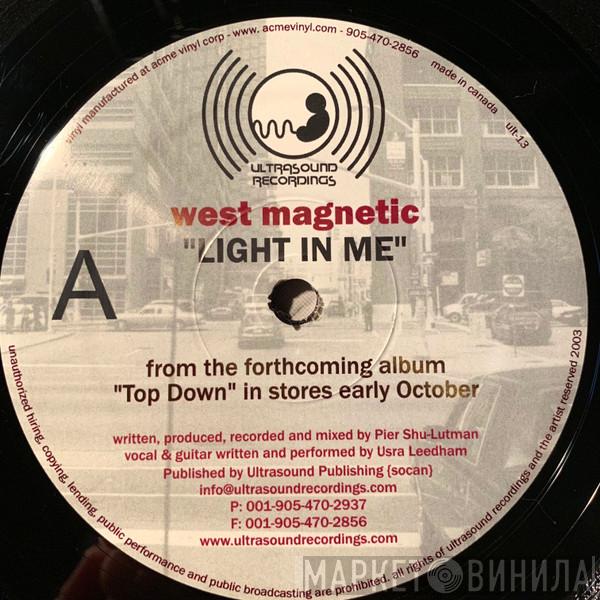 vinyl manufactured at acme vinyl corp - www. acmevinyl.com - 905-470-2856
made in canada
ult-13
ULTRASOUND
RECORDINGS
west magnetic
"LIGHT IN ME"
A
from the forthcoming album
"Top Down" in stores early October
written, produced, recorded and mixed by Pier Shu-Lutman
vocal & guitar written and performed by Usra Leedham
Published by Ultrasound Publishing {socan}
info@ultrasoundrecordings.com
P: 001-905-470-2937
F: 001-905-470-2856
www.ultrasoundrecordings.com
unauthorized hiring, copying, lending, public performance and public broadcasting are prohibited. all rights of ultrasound recordings and the artist reserved 2003
МАРКЕТ ВИНИЛА